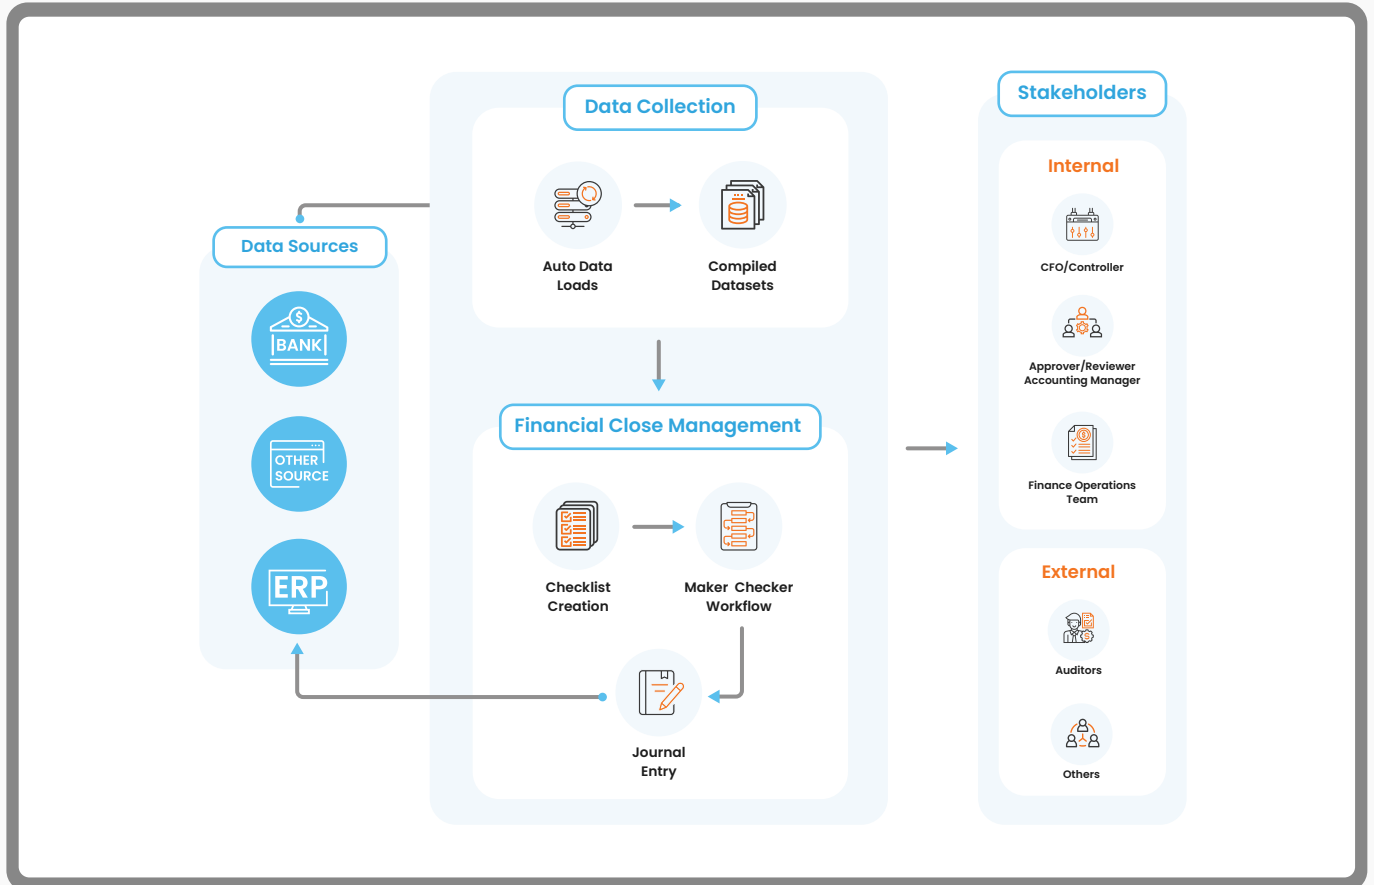 Data Sources
BANK
OTHER
SOURCE
ERP
Data Collection
Auto Data
Loads
Compiled
Datasets
Financial Close Management
Checklist
Creation
Maker Checker
Workflow
Journal
Entry
Stakeholders
Internal
CFO/Controller
Approver/Reviewer
Accounting Manager
Finance Operations
Team
External
Auditors
Others